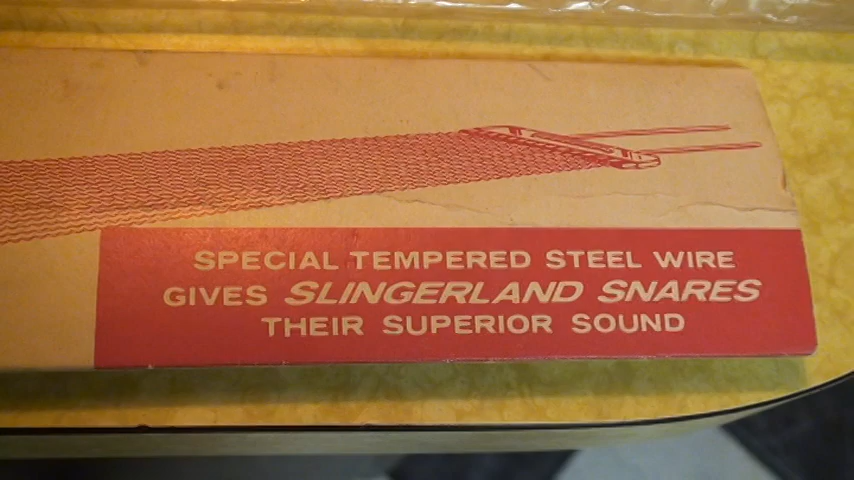 SPECIAL TEMPERED STEEL WIRE
GIVES SLINGERLAND SNARES
THEIR SUPERIOR SOUND